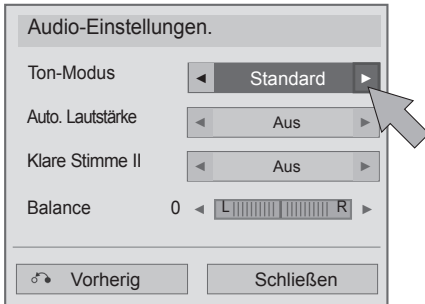 Audio-Einstellungen.
Ton-Modus ◄ Standard ►
Auto. Lautstärke ◄ Aus ►
Klare Stimme II ◄ Aus ►
Balance 0 ◄ L R ►
Vorherig Schließen